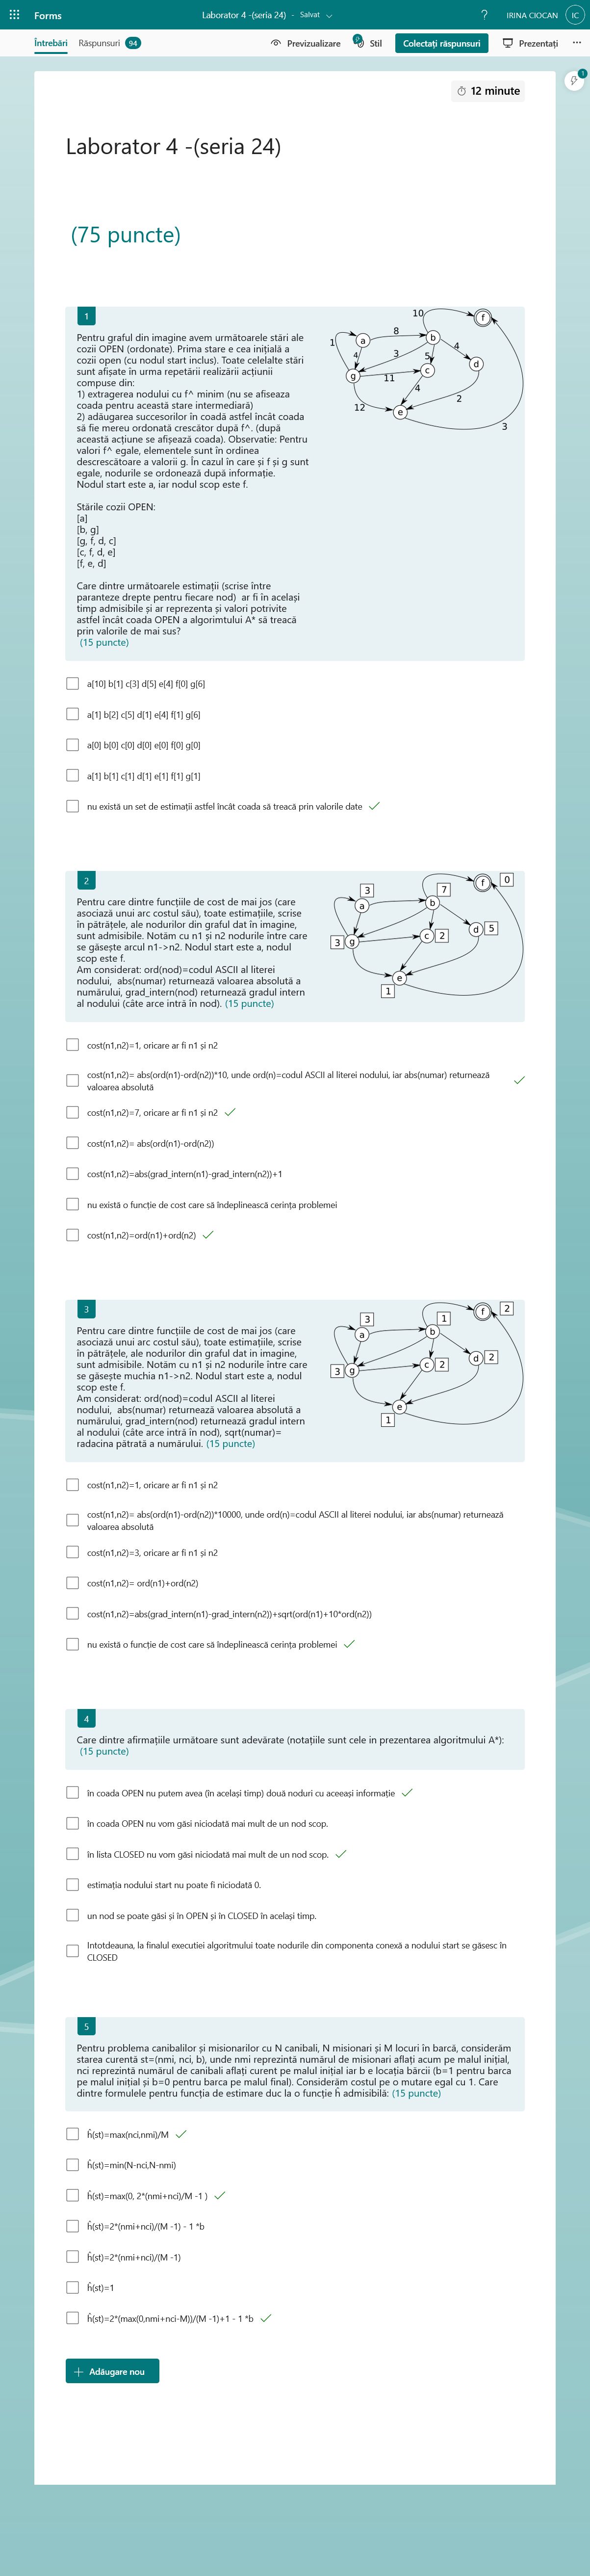 Forms
Laborator 4 -(seria 24) - Salvat
?
IRINA CIOCAN
IC
Întrebări
Răspunsuri 94
Previzualizare
Stil
Colectați răspunsuri
Prezentați
1
12 minute
Laborator 4 -(seria 24)
(75 puncte)
1
Pentru graful din imagine avem următoarele stări ale
cozii OPEN (ordonate). Prima stare e cea inițială a
cozii open (cu nodul start inclus). Toate celelalte stări
sunt afișate în urma repetării realizării acțiunii
compuse din:
1) extragerea nodului cu f^ minim (nu se afiseaza
coada pentru această stare intermediară)
2) adăugarea succesorilor în coadă astfel încât coada
să fie mereu ordonată crescător după f^. (după
această acțiune se afișează coada). Observatie: Pentru
valori f^ egale, elementele sunt în ordinea
descrescătoare a valorii g. În cazul în care și f și g sunt
egale, nodurile se ordonează după informație.
Nodul start este a, iar nodul scop este f.
Stările cozii OPEN:
[a]
[b, g]
[g, f, d, c]
[c, f, d, e]
[f, e, d]
Care dintre următoarele estimații (scrise între
paranteze drepte pentru fiecare nod) ar fi în același
timp admisibile și ar reprezenta și valori potrivite
astfel încât coada OPEN a algorimtului A* să treacă
prin valorile de mai sus?
(15 puncte)
10
f
1
a
8
b
4
3
5
4
d
g
11
c
4
12
e
2
3
a[10] b[1] c[3] d[5] e[4] f[0] g[6]
a[1] b[2] c[5] d[1] e[4] f[1] g[6]
a[0] b[0] c[0] d[0] e[0] f[0] g[0]
a[1] b[1] c[1] d[1] e[1] f[1] g[1]
nu există un set de estimații astfel încât coada să treacă prin valorile date
2
Pentru care dintre funcțiile de cost de mai jos (care
asociază unui arc costul său), toate estimațiile, scrise
în pătrățele, ale nodurilor din graful dat în imagine,
sunt admisibile. Notăm cu n1 și n2 nodurile între care
se găsește arcul n1->n2. Nodul start este a, nodul
scop este f.
Am considerat: ord(nod)=codul ASCII al literei
nodului, abs(numar) returnează valoarea absolută a
numărului, grad_intern(nod) returnează gradul intern
al nodului (câte arce intră în nod). (15 puncte)
f
0
3
7
a
b
3
g
c
2
d
5
e
1
cost(n1,n2)=1, oricare ar fi n1 și n2
cost(n1,n2)= abs(ord(n1)-ord(n2))*10, unde ord(n)=codul ASCII al literei nodului, iar abs(numar) returnează
valoarea absolută
cost(n1,n2)=7, oricare ar fi n1 și n2
cost(n1,n2)= abs(ord(n1)-ord(n2))
cost(n1,n2)=abs(grad_intern(n1)-grad_intern(n2))+1
nu există o funcție de cost care să îndeplinească cerința problemei
cost(n1,n2)=ord(n1)+ord(n2)
3
Pentru care dintre funcțiile de cost de mai jos (care
asociază unui arc costul său), toate estimațiile, scrise
în pătrățele, ale nodurilor din graful dat in imagine,
sunt admisibile. Notăm cu n1 și n2 nodurile între care
se găsește muchia n1->n2. Nodul start este a, nodul
scop este f.
Am considerat: ord(nod)=codul ASCII al literei
nodului, abs(numar) returnează valoarea absolută a
numărului, grad_intern(nod) returnează gradul intern
al nodului (câte arce intră în nod), sqrt(numar)=
radacina pătrată a numărului. (15 puncte)
f
2
3
1
a
b
3
g
c
2
d
2
e
1
cost(n1,n2)=1, oricare ar fi n1 și n2
cost(n1,n2)= abs(ord(n1)-ord(n2))*10000, unde ord(n)=codul ASCII al literei nodului, iar abs(numar) returnează
valoarea absolută
cost(n1,n2)=3, oricare ar fi n1 și n2
cost(n1,n2)= ord(n1)+ord(n2)
cost(n1,n2)=abs(grad_intern(n1)-grad_intern(n2))+sqrt(ord(n1)+10*ord(n2))
nu există o funcție de cost care să îndeplinească cerința problemei
4
Care din afirmațiile următoare sunt adevărate (notațiile sunt cele in prezentarea algoritmului A*):
(15 puncte)
în coada OPEN nu putem avea (în același timp) două noduri cu aceeași informație
în coada OPEN nu vom găsi niciodată mai mult de un nod scop.
în lista CLOSED nu vom găsi niciodată mai mult de un nod scop.
estimația nodului start nu poate fi niciodată 0.
un nod se poate găsi și în OPEN și în CLOSED în același timp.
Intotdeauna, la finalul executiei algoritmului toate nodurile din componenta conexă a nodului start se găsesc în
CLOSED
5
Pentru problema canibalilor și misionarilor cu N canibali, N misionari și M locuri în barcă, considerăm
starea curentă st=(nmi, nci, b), unde nmi reprezintă numărul de misionari aflați acum pe malul inițial,
nci reprezintă numărul de canibali aflați curent pe malul inițial iar b e locația bărcii (b=1 pentru barca
pe malul inițial și b=0 pentru barca pe malul final). Considerăm costul pe o mutare egal cu 1. Care
dintre formulele pentru funcția de estimare duc la o funcție ĥ admisibilă: (15 puncte)
ĥ(st)=max(nci,nmi)/M
ĥ(st)=min(N-nci,N-nmi)
ĥ(st)=max(0, 2*(nmi+nci)/M -1 )
ĥ(st)=2*(nmi+nci)/(M -1) - 1 *b
ĥ(st)=2*(nmi+nci)/(M -1)
ĥ(st)=1
ĥ(st)=2*(max(0,nmi+nci-M))/(M -1)+1 - 1 *b
Adăugare nou